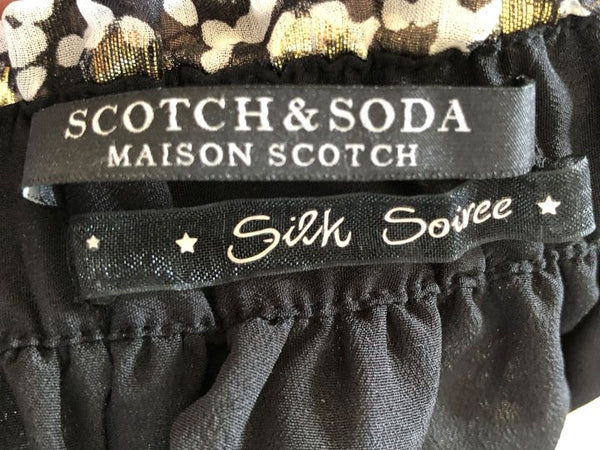 SCOTCH & SODA
MAISON SCOTCH
Silk Soiree